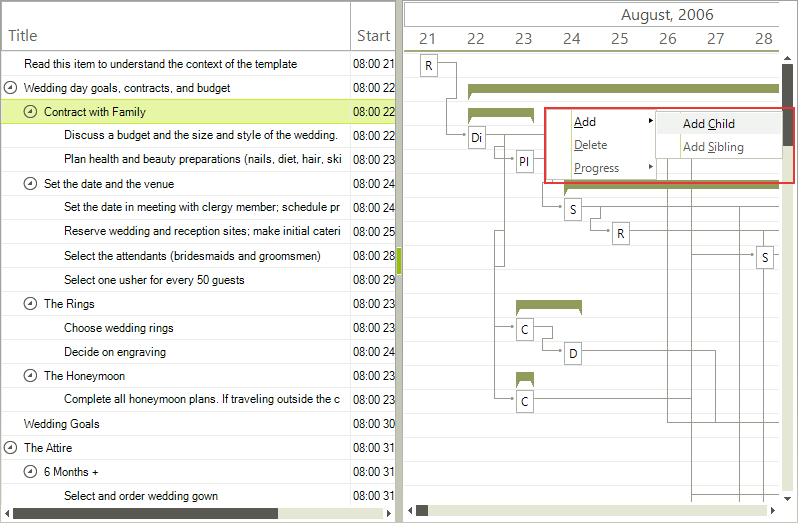 Title
Start
Read this item to understand the context of the template
08:00 21
Wedding day goals, contracts, and budget
08:00 22
Contract with Family
08:00 22
Discuss a budget and the size and style of the wedding.
08:00 22
Plan health and beauty preparations (nails, diet, hair, ski
08:00 23
Set the date and the venue
08:00 24
Set the date in meeting with clergy member; schedule pr
08:00 24
Reserve wedding and reception sites; make initial cateri
08:00 25
Select the attendants (bridesmaids and groomsmen)
08:00 28
Select one usher for every 50 guests
08:00 29
The Rings
08:00 23
Choose wedding rings
08:00 23
Decide on engraving
08:00 24
The Honeymoon
08:00 23
Complete all honeymoon plans. If traveling outside the c
08:00 23
Wedding Goals
08:00 30
The Attire
08:00 31
6 Months +
08:00 31
Select and order wedding gown
08:00 31
August, 2006
21 22 23 24 25 26 27 28
R
Di
Pl
S
R
S
C
D
C
Add
Delete
Progress
Add Child
Add Sibling